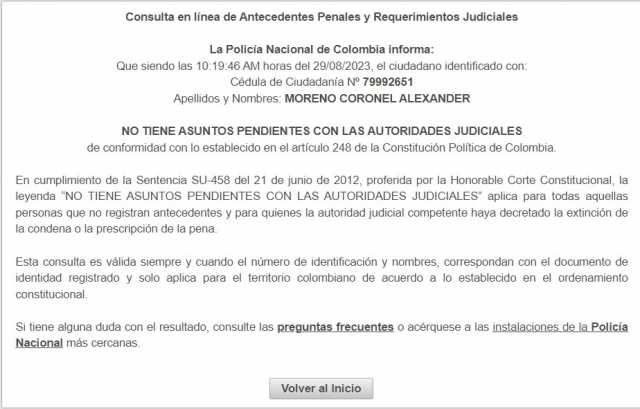 Consulta en línea de Antecedentes Penales y Requerimientos Judiciales
La Policía Nacional de Colombia informa:
Que siendo las 10:19:46 AM horas del 29/08/2023, el ciudadano identificado con:
Cédula de Ciudadanía Nº 79992651
Apellidos y Nombres: MORENO CORONEL ALEXANDER
NO TIENE ASUNTOS PENDIENTES CON LAS AUTORIDADES JUDICIALES
de conformidad con lo establecido en el artículo 248 de la Constitución Política de Colombia.
En cumplimiento de la Sentencia SU-458 del 21 de junio de 2012, proferida por la Honorable Corte Constitucional, la
leyenda "NO TIENE ASUNTOS PENDIENTES CON LAS AUTORIDADES JUDICIALES" aplica para todas aquellas
personas que no registran antecedentes y para quienes la autoridad judicial competente haya decretado la extinción de
la condena o la prescripción de la pena.
Esta consulta es válida siempre y cuando el número de identificación y nombres, correspondan con el documento de
identidad registrado y solo aplica para el territorio colombiano de acuerdo a lo establecido en el ordenamiento
constitucional.
Si tiene alguna duda con el resultado, consulte las preguntas frecuentes o acérquese a las instalaciones de la Policía
Nacional más cercanas.
Volver al Inicio